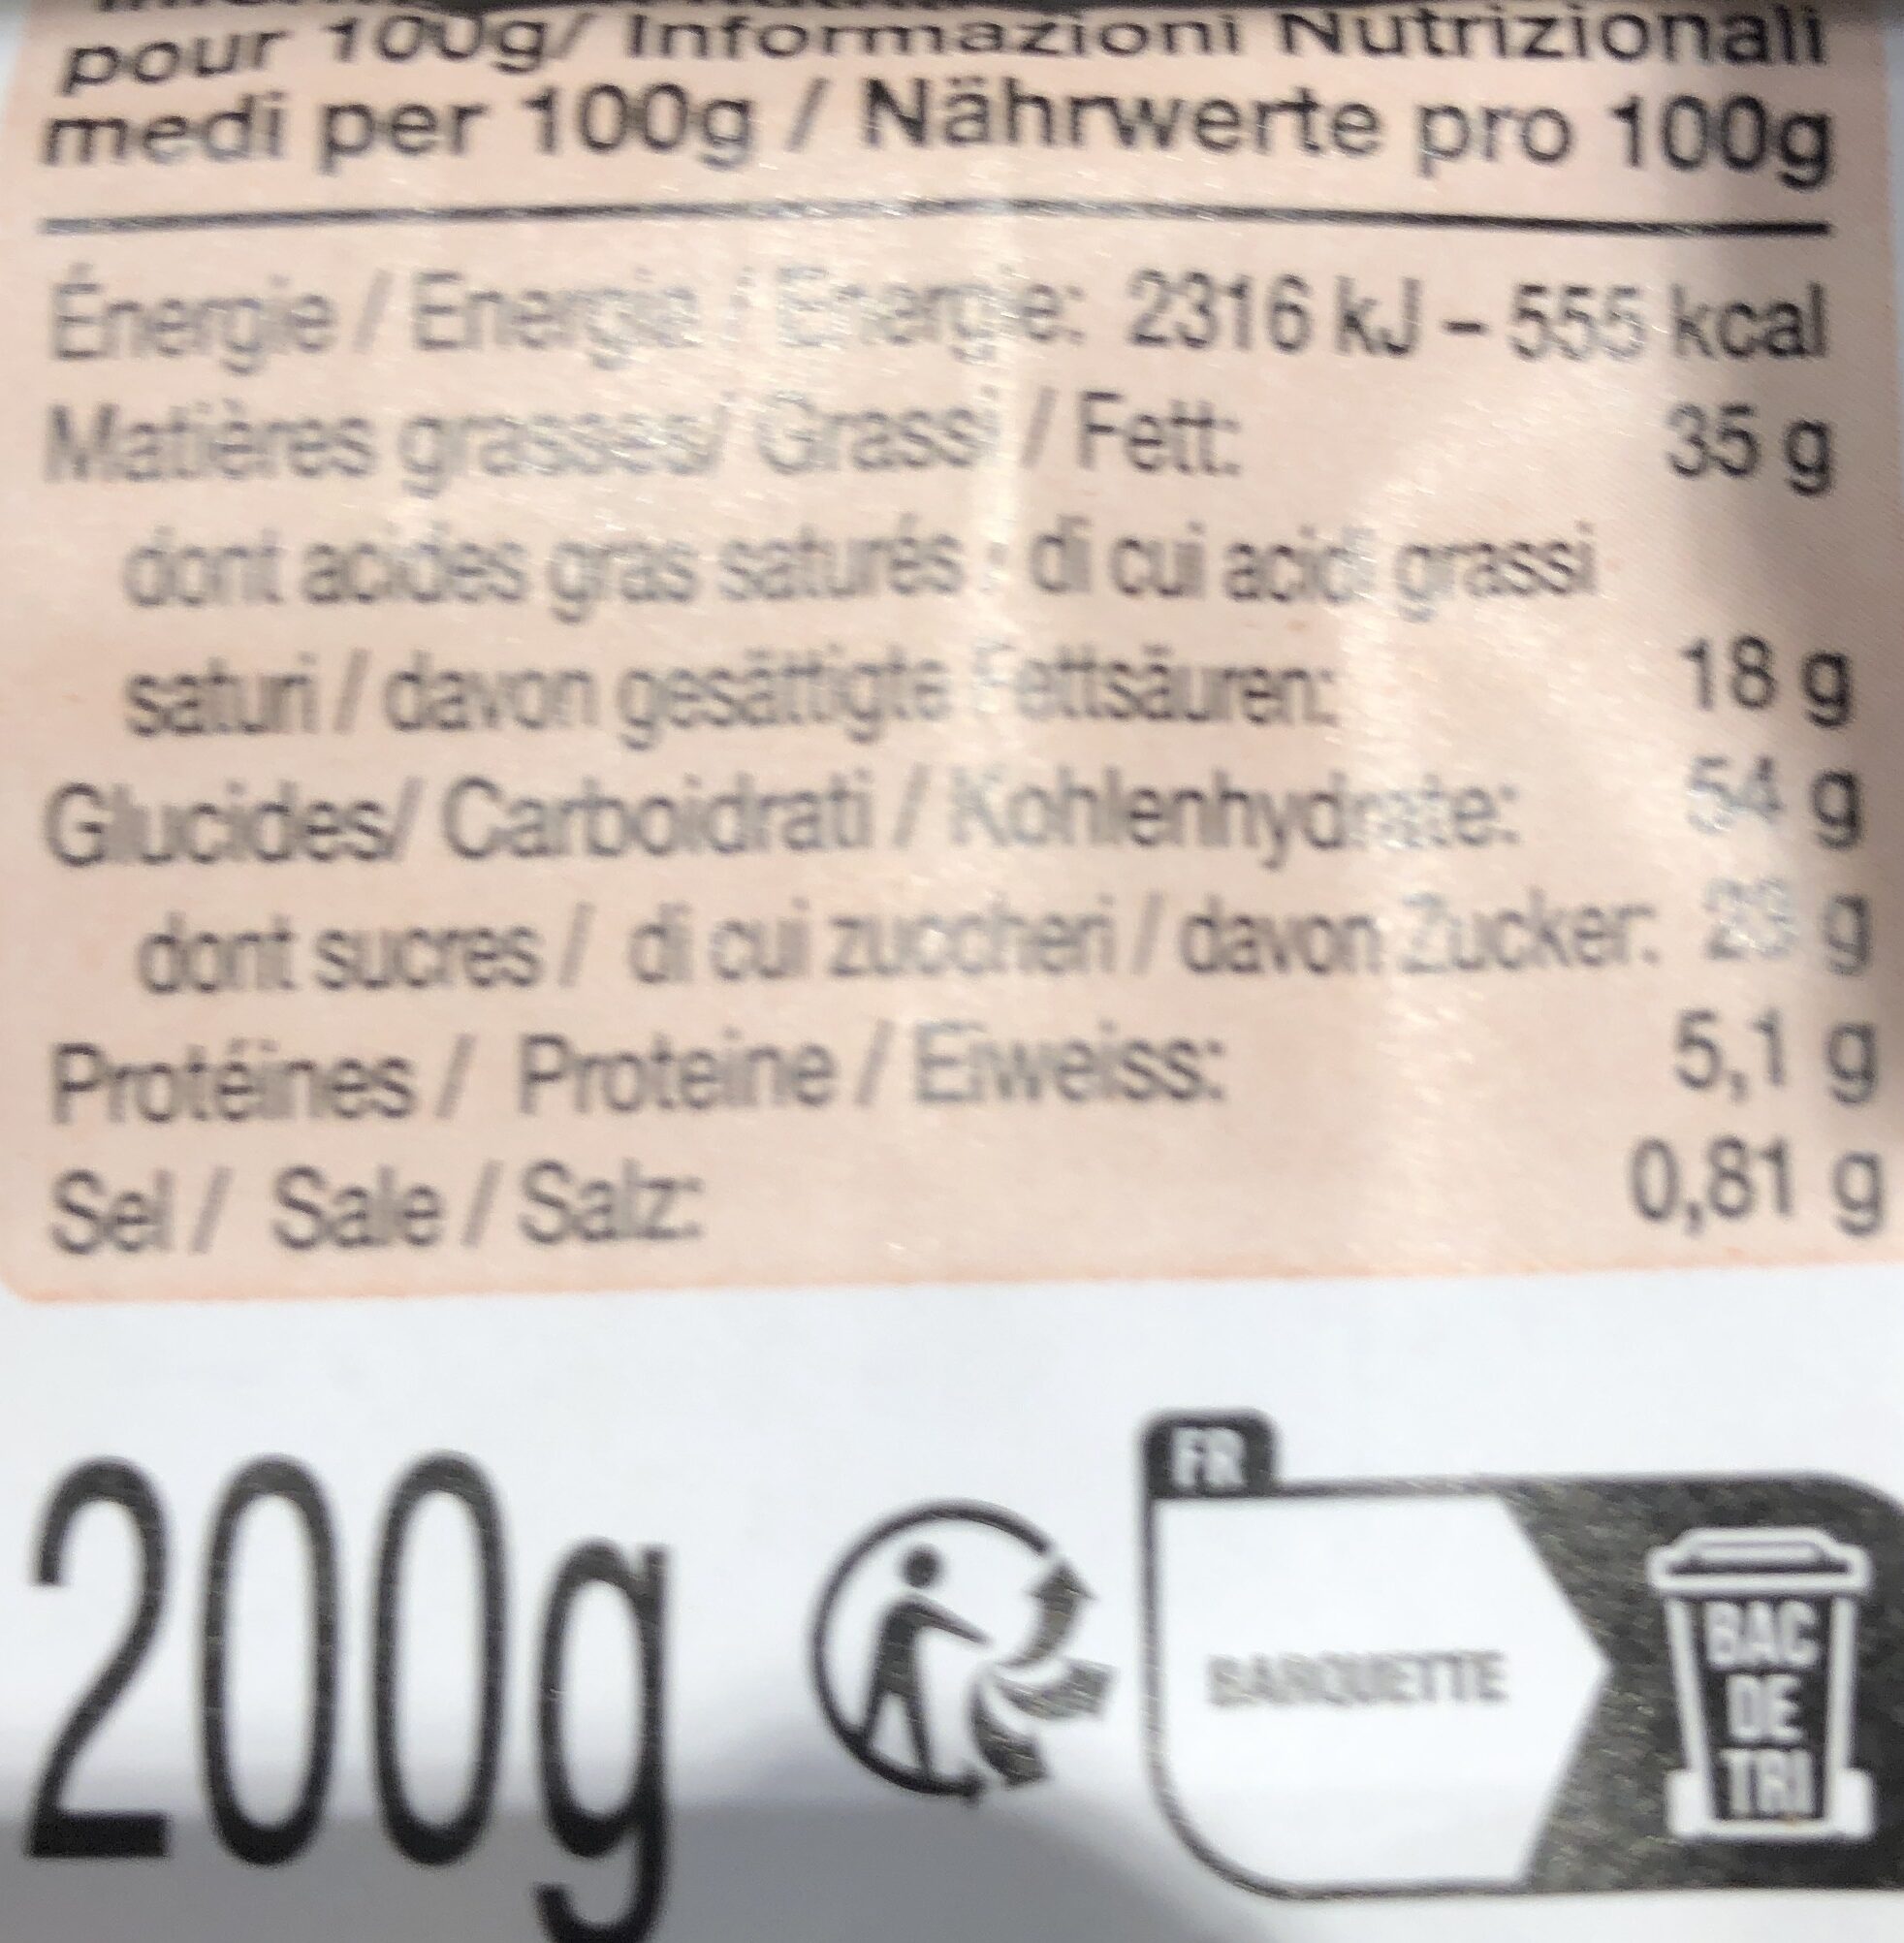 pour 100g/ Informazioni Nutrizionali
medi per 100g / Nährwerte pro 100g
Énergie / Energia / Energie: 2316 kJ – 555 kcal
Matières grasses/ Grassi / Fett: 35 g
dont acides gras saturés / di cui acidi grassi
saturi / davon gesättigte Fettsäuren: 18 g
Glucides/ Carboidrati / Kohlenhydrate: 54 g
dont sucres / di cui zuccheri / davon Zucker: 23 g
Protéines / Proteine / Eiweiss: 5,1 g
Sel / Sale / Salz: 0,81 g
200g
FR
BARQUETTE
BAC
DE
TRI